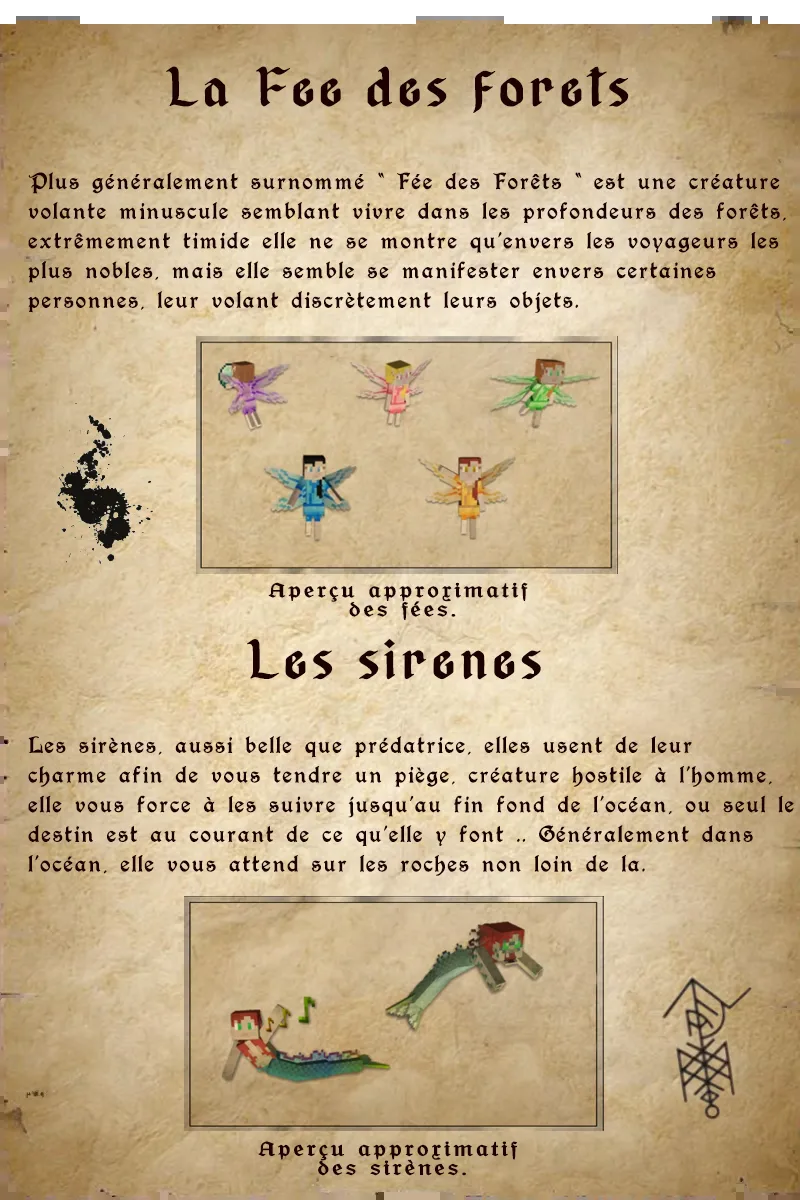 La Fee des forets
Plus généralement surnommé " Fée des Forêts " est une créature
volante minuscule semblant vivre dans les profondeurs des forêts,
extrêmement timide elle ne se montre qu'envers les voyageurs les
plus nobles, mais elle semble se manifester envers certaines
personnes, leur volant discrètement leurs objets.
Aperçu approximatif
des fées.
Les sirenes
Les sirènes, aussi belle que prédatrice, elles usent de leur
charme afin de vous tendre un piège, créature hostile à l'homme,
elle vous force à les suivre jusqu'au fin fond de l'océan, ou seul le
destin est au courant de ce qu'elle y font .. Généralement dans
l'océan, elle vous attend sur les roches non loin de la.
Aperçu approximatif
des sirènes.